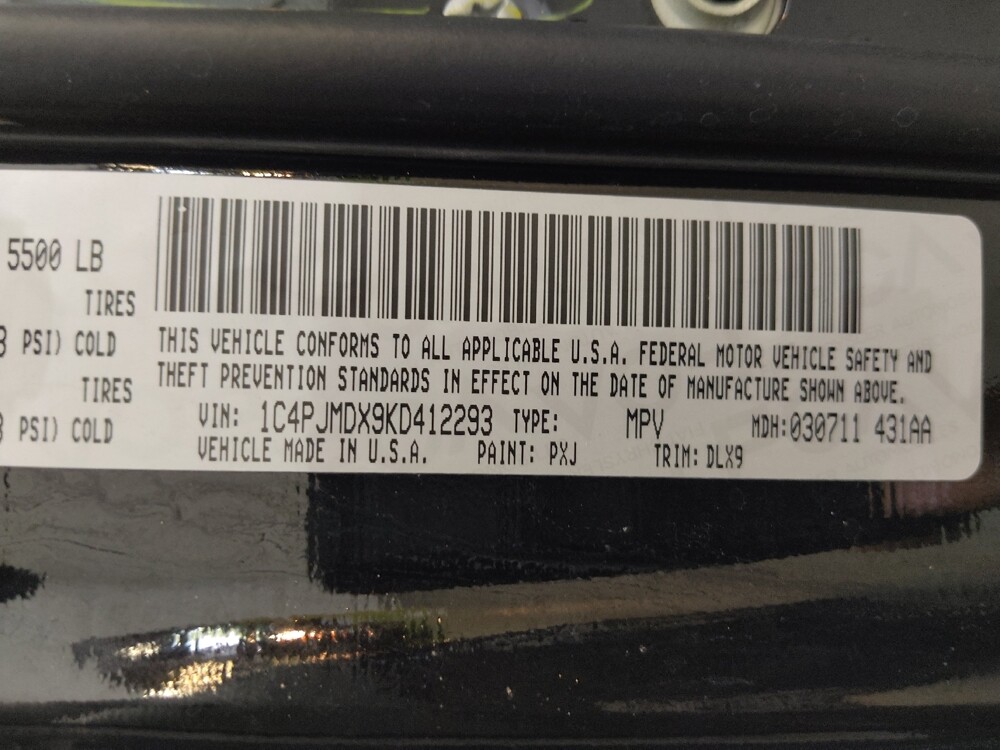 5500 LB
TIRES
PSI) COLD
TIRES
PSI) COLD
THIS VEHICLE CONFORMS TO ALL APPLICABLE U.S.A. FEDERAL MOTOR VEHICLE SAFETY AND
THEFT PREVENTION STANDARDS IN EFFECT ON THE DATE OF MANUFACTURE SHOWN ABOVE.
VIN: 1C4PJMDX9KD412293 TYPE: MPV MDH:030711 431AA
VEHICLE MADE IN U.S.A. PAINT: PXJ TRIM: DLX9